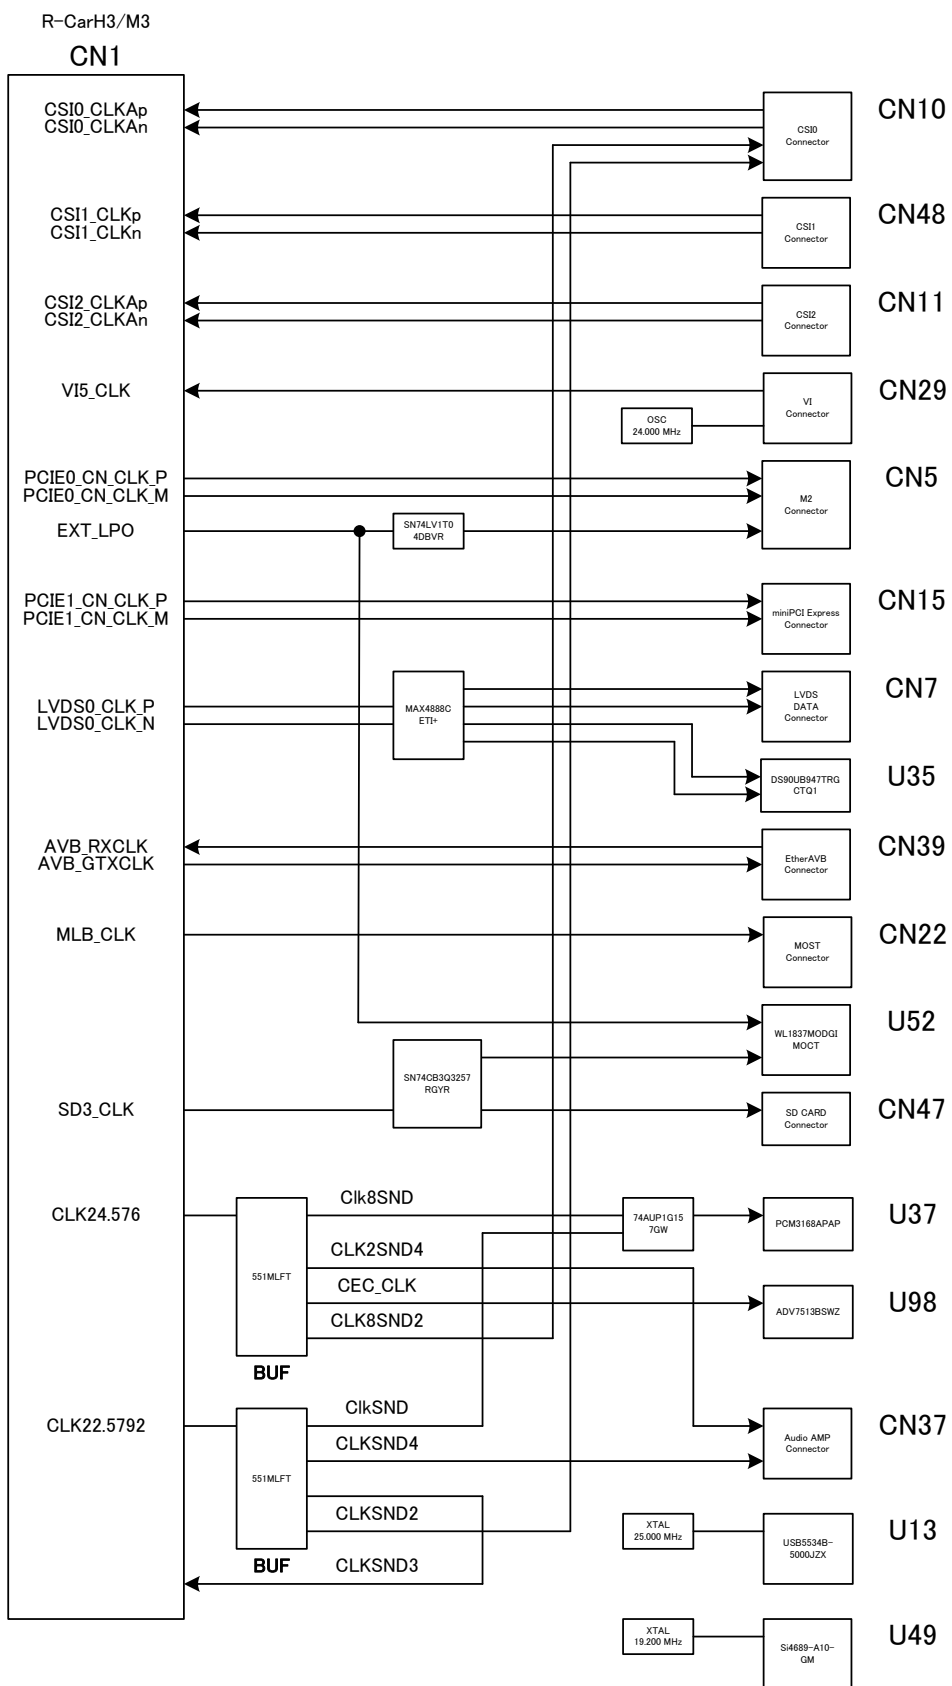 R-CarH3/M3
CN1
CSI0_CLKAp
CSI0_CLKAn
CSI0
Connector
CN10
CSI1_CLKp
CSI1_CLKn
CSI1
Connector
CN48
CSI2_CLKAp
CSI2_CLKAn
CSI2
Connector
CN11
VI5_CLK
OSC
24.000 MHz
VI
Connector
CN29
PCIE0_CN_CLK_P
PCIE0_CN_CLK_M
EXT_LPO
SN74LV1T0
4DBVR
M2
Connector
CN5
PCIE1_CN_CLK_P
PCIE1_CN_CLK_M
miniPCI Express
Connector
CN15
LVDS0_CLK_P
LVDS0_CLK_N
MAX4888C
ETI+
LVDS
DATA
Connector
CN7
DS90UB947TRG
CTQ1
U35
AVB_RXCLK
AVB_GTXCLK
EtherAVB
Connector
CN39
MLB_CLK
MOST
Connector
CN22
WL1837MODGI
MOCT
U52
SD3_CLK
SN74CB3Q3257
RGYR
SD CARD
Connector
CN47
CLK24.576
551MLFT
BUF
Clk8SND
CLK2SND4
CEC_CLK
CLK8SND2
74AUP1G15
7GW
PCM3168APAP
U37
ADV7513BSWZ
U98
CLK22.5792
551MLFT
BUF
ClkSND
CLKSND4
CLKSND2
CLKSND3
Audio AMP
Connector
CN37
XTAL
25.000 MHz
USB5534B-
5000JZX
U13
XTAL
19.200 MHz
Si4689-A10-
GM
U49